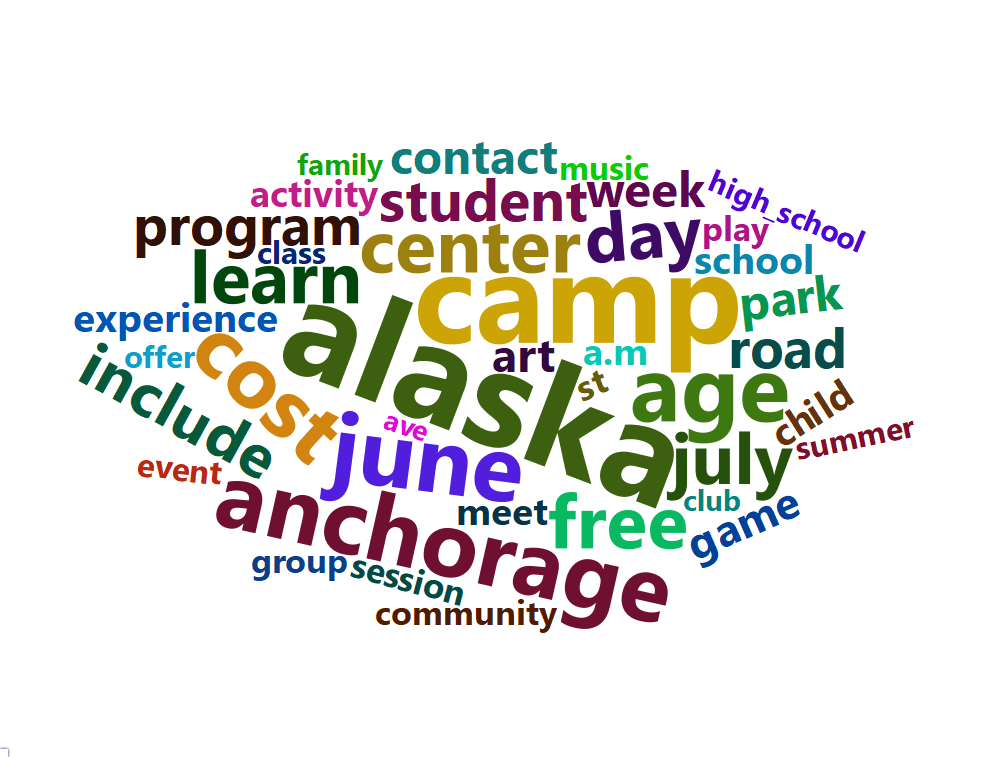 family
contact
music
activity
student
week
high_school
program
class
center
day
play
school
learn
camp
park
experience
offer
cost
alaska
art
a.m
road
include
st
age
child
summer
event
june
ave
july
anchorage
meet
free
club
game
group
session
community